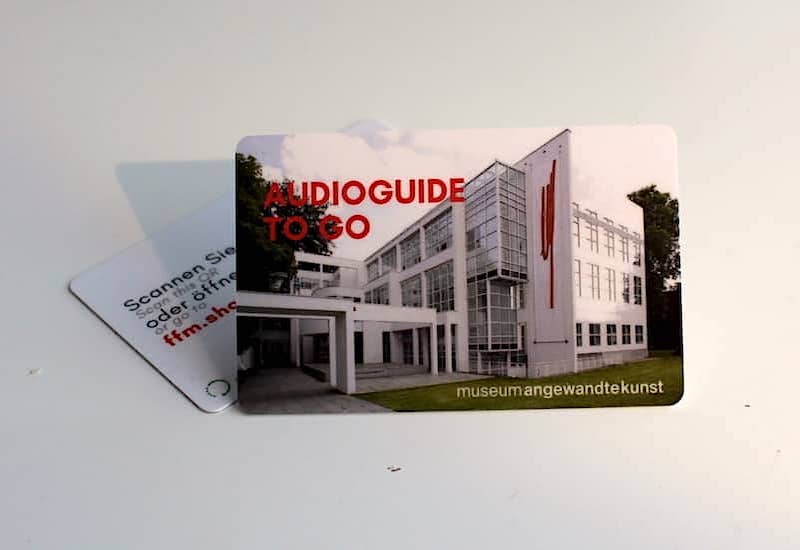 AUDIOGUIDE
TO GO
museumangewandtekunst
Scannen Sie
Scan this QR
oder öffne
or go to
ffm.sho